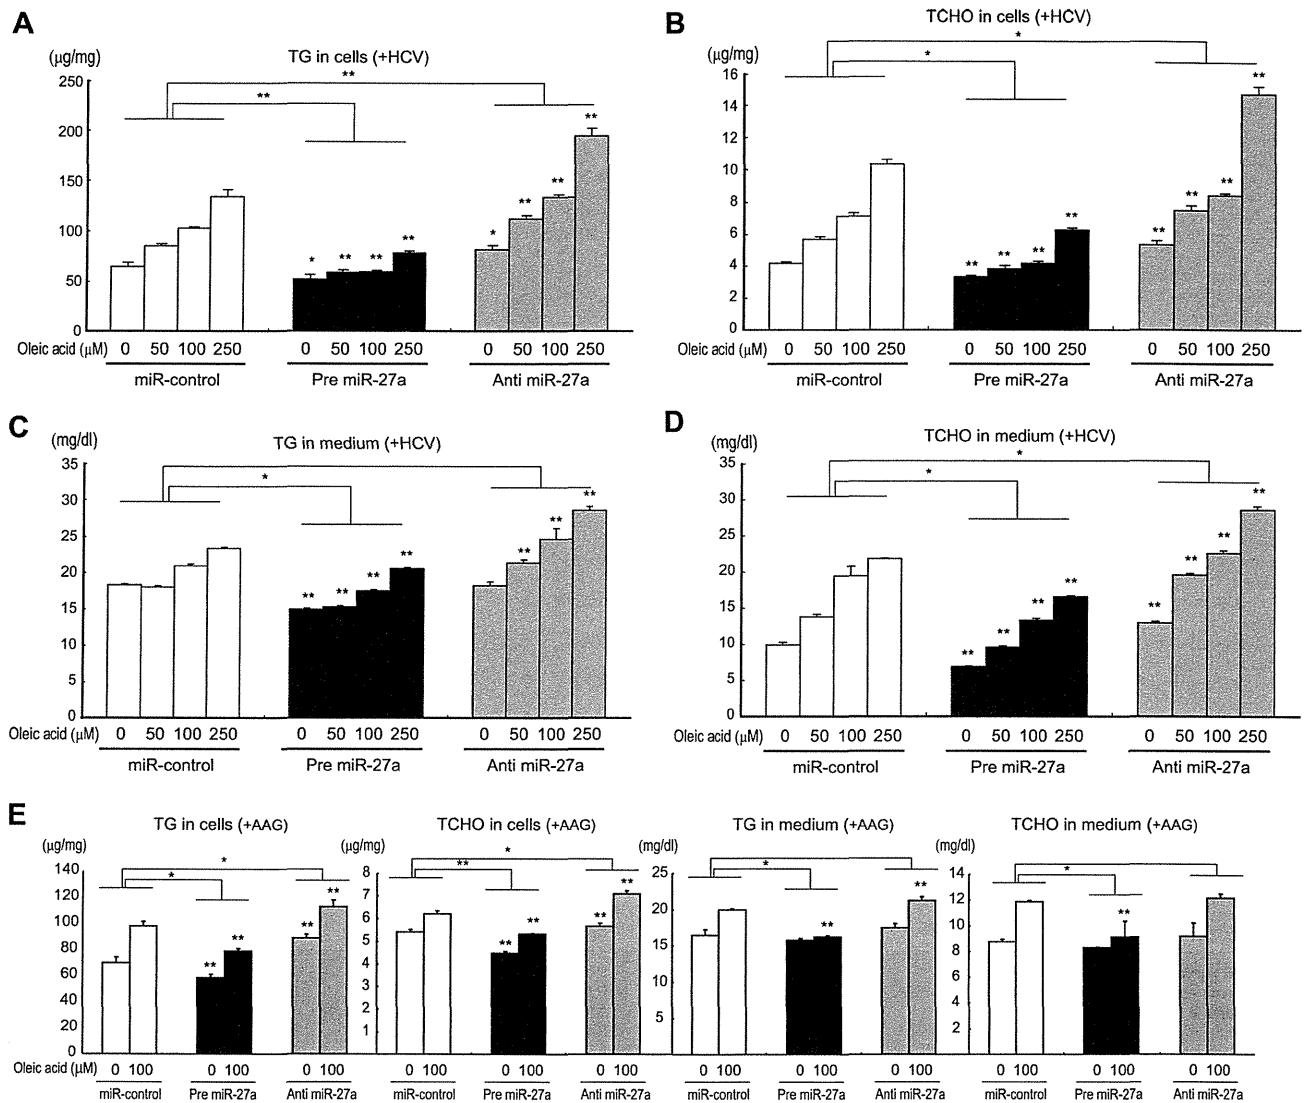 A
TG in cells (+HCV)
(μg/mg)
250
200
150
100
50
0
** **
* ** ** **
* ** ** **
Oleic acid (μM) 0 50 100 250 0 50 100 250 0 50 100 250
miR-control Pre miR-27a Anti miR-27a
B
TCHO in cells (+HCV)
(μg/mg)
16
14
12
10
8
6
4
2
0
* *
** ** ** **
** ** ** **
Oleic acid (μM) 0 50 100 250 0 50 100 250 0 50 100 250
miR-control Pre miR-27a Anti miR-27a
C
TG in medium (+HCV)
(mg/dl)
35
30
25
20
15
10
5
0
*
** ** ** **
** ** **
Oleic acid (μM) 0 50 100 250 0 50 100 250 0 50 100 250
miR-control Pre miR-27a Anti miR-27a
D
TCHO in medium (+HCV)
(mg/dl)
35
30
25
20
15
10
5
0
* *
** ** ** **
** ** ** **
Oleic acid (μM) 0 50 100 250 0 50 100 250 0 50 100 250
miR-control Pre miR-27a Anti miR-27a
E
TG in cells (+AAG)
(μg/mg)
140
120
100
80
60
40
20
0
* *
** **
** **
Oleic acid (μM) 0 100 0 100 0 100
miR-control Pre miR-27a Anti miR-27a
TCHO in cells (+AAG)
(μg/mg)
8
7
6
5
4
3
2
1
* **
** **
** **
0 100 0 100 0 100
miR-control Pre miR-27a Anti miR-27a
TG in medium (+AAG)
(mg/dl)
25
20
15
10
5
*
**
**
0 100 0 100 0 100
miR-control Pre miR-27a Anti miR-27a
TCHO in medium (+AAG)
(mg/dl)
14
12
10
8
6
4
2
*
**
0 100 0 100 0 100
miR-control Pre miR-27a Anti miR-27a